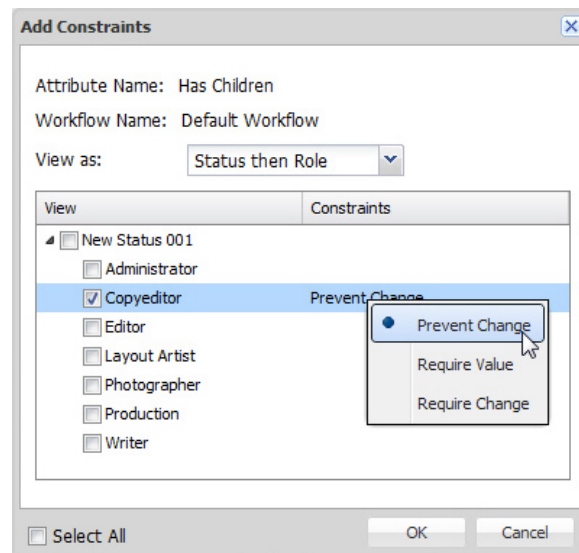 Add Constraints
Attribute Name: Has Children
Workflow Name: Default Workflow
View as: Status then Role
View Constraints
New Status 001
Administrator
Copyeditor Prevent Change
Editor
Layout Artist
Photographer
Production
Writer
Prevent Change
Require Value
Require Change
Select All OK Cancel